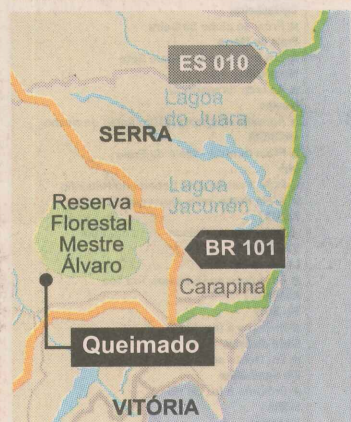 ES 010
Lagoa
do Juara
SERRA
Lagoa
Jacunén
Reserva
Florestal
Mestre
Álvaro
BR 101
Carapina
Queimado
VITÓRIA